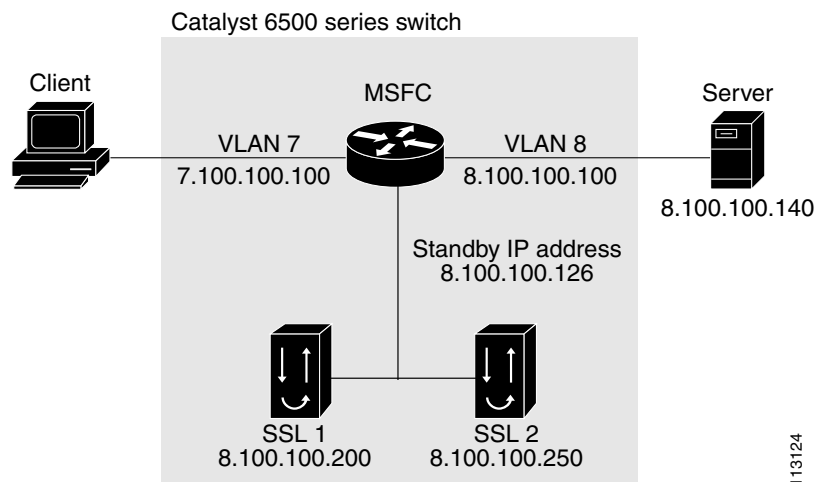 Catalyst 6500 series switch
Client
MSFC
Server
VLAN 7
7.100.100.100
VLAN 8
8.100.100.100
8.100.100.140
Standby IP address
8.100.100.126
SSL 1
8.100.100.200
SSL 2
8.100.100.250
113124